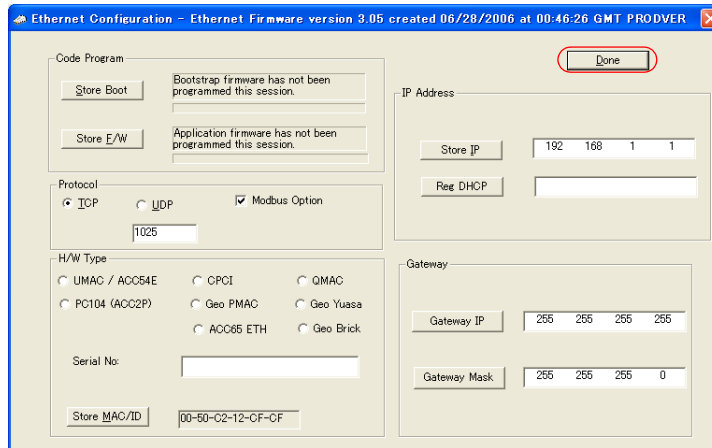 Ethernet Configuration - Ethernet Firmware version 3.05 created 06/28/2006 at 00:46:26 GMT PRODVER
Code Program
Store Boot
Bootstrap firmware has not been
programmed this session.
Store F/W
Application firmware has not been
programmed this session.
Done
IP Address
Store IP
192 168 1 1
Reg DHCP
Protocol
TCP
UDP
Modbus Option
1025
H/W Type
UMAC / ACC54E
CPCI
QMAC
PC104 (ACC2P)
Geo PMAC
Geo Yuasa
ACC65 ETH
Geo Brick
Serial No:
Store MAC/ID
00-50-C2-12-CF-CF
Gateway
Gateway IP
255 255 255 255
Gateway Mask
255 255 255 0